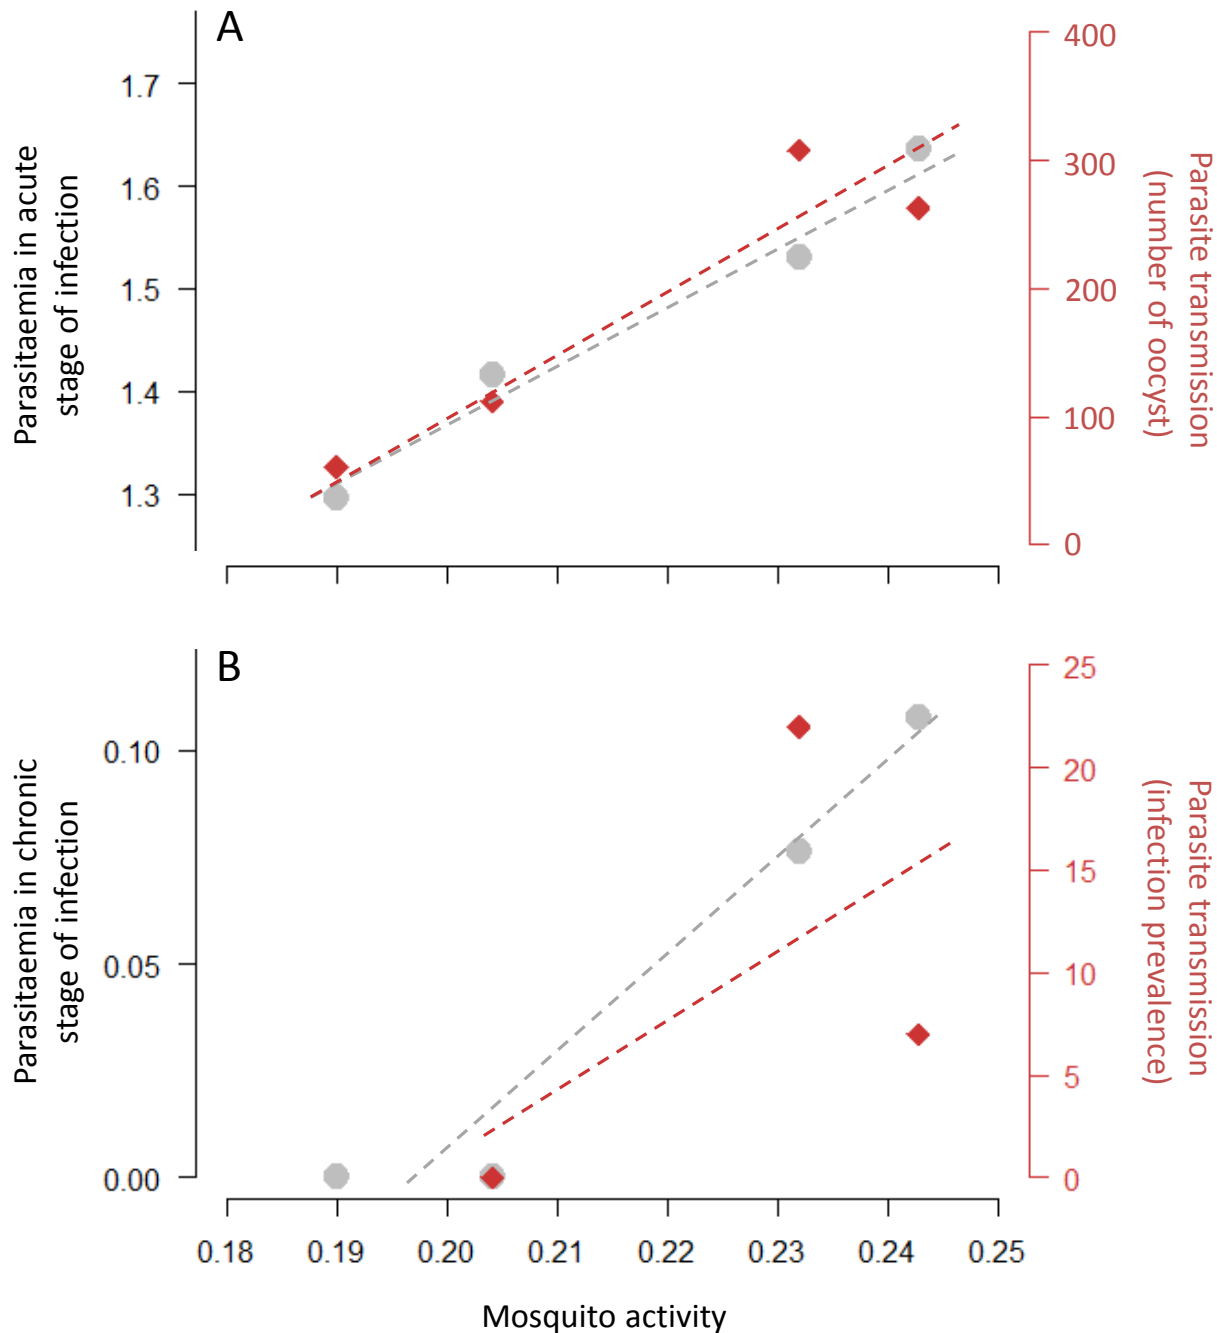 A
1.7
1.6
1.5
1.4
1.3
Parasitaemia in acute
stage of infection
400
300
200
100
0
Parasite transmission
(number of oocyst)
B
0.10
0.05
0.00
Parasitaemia in chronic
stage of infection
25
20
15
10
5
0
Parasite transmission
(infection prevalence)
0.18 0.19 0.20 0.21 0.22 0.23 0.24 0.25
Mosquito activity